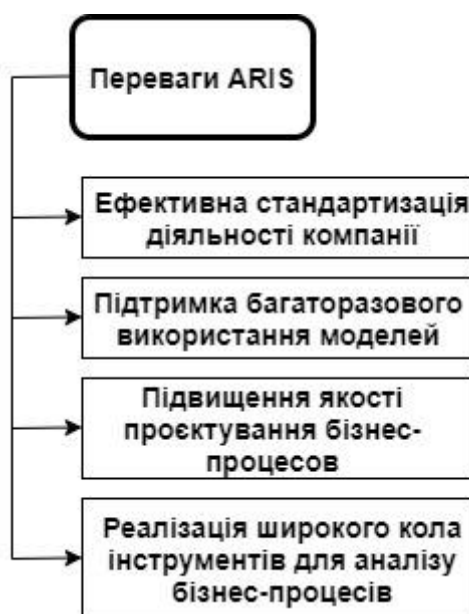 Переваги ARIS
Ефективна стандартизація
діяльності компанії
Підтримка багаторазового
використання моделей
Підвищення якості
проєктування бізнес-
процесов
Реалізація широкого кола
інструментів для аналізу
бізнес-процесів